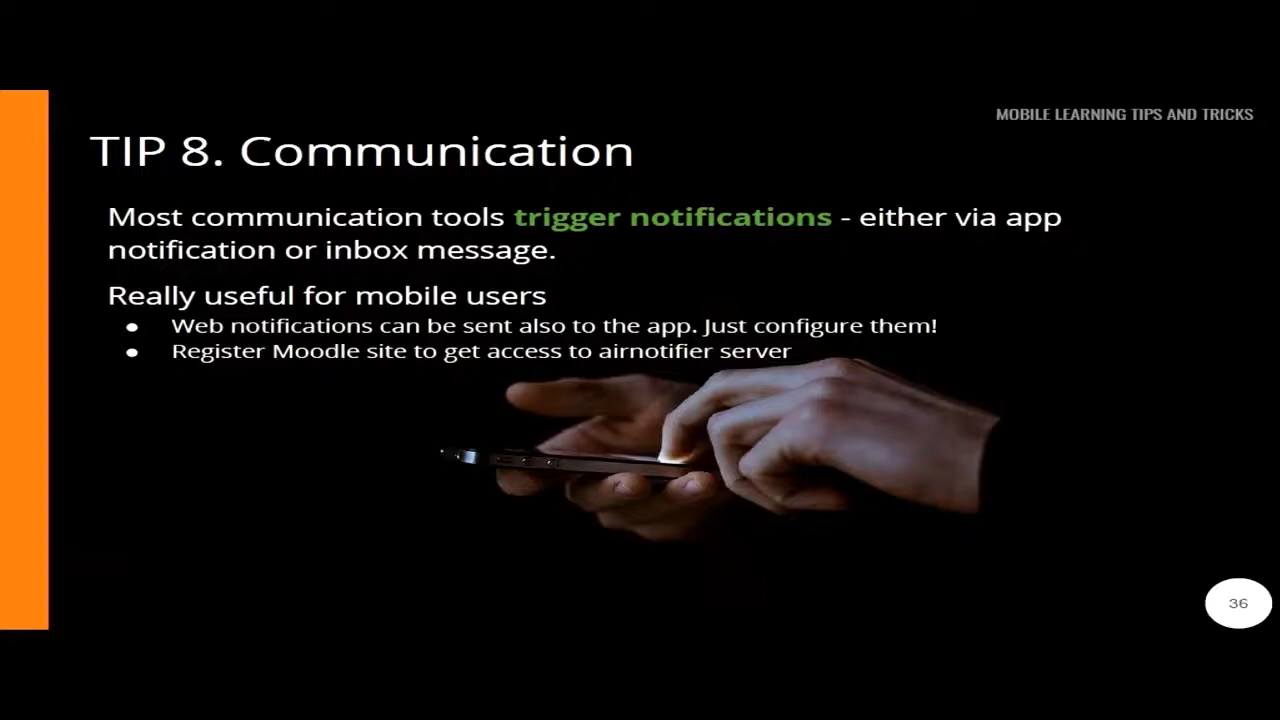 MOBILE LEARNING TIPS AND TRICKS
TIP 8. Communication
Most communication tools trigger notifications - either via app
notification or inbox message.
Really useful for mobile users
● Web notifications can be sent also to the app. Just configure them!
● Register Moodle site to get access to airnotifier server
36